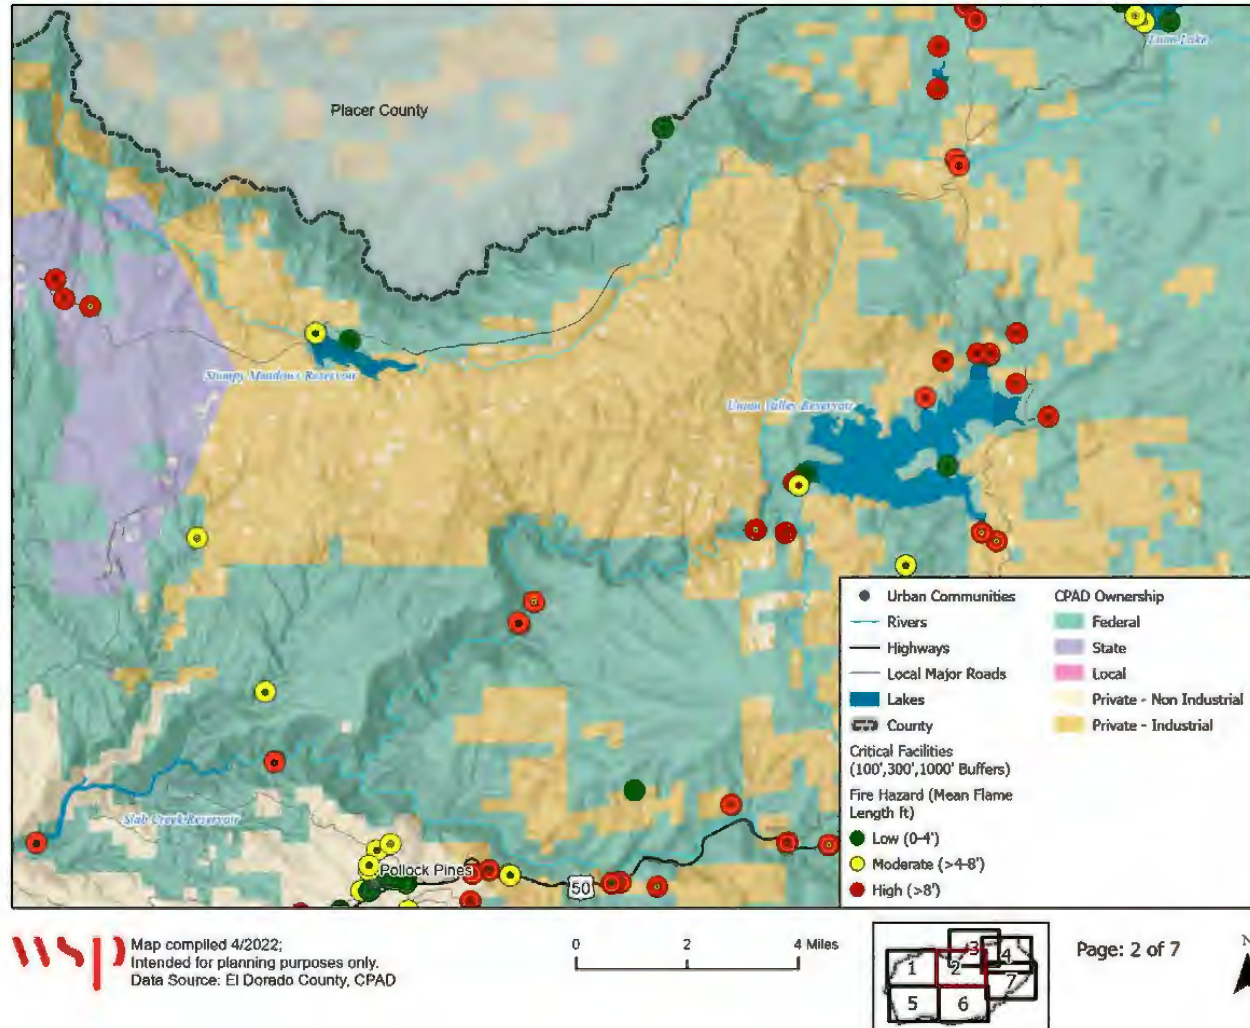 Loon Lake
Placer County
Stumpy Meadows Reservoir
Union Valley Reservoir
Urban Communities
Rivers
Highways
Local Major Roads
Lakes
County
Critical Facilities
(100',300',1000' Buffers)
Fire Hazard (Mean Flame
Length ft)
Low (0-4')
Moderate (>4-8')
High (>8')
CPAD Ownership
Federal
State
Local
Private - Non Industrial
Private - Industrial
Slab Creek Reservoir
Pollock Pines
50
wsp
Map compiled 4/2022;
Intended for planning purposes only.
Data Source: El Dorado County, CPAD
0 2 4 Miles
1 2 3 4 7
5 6
Page: 2 of 7
N